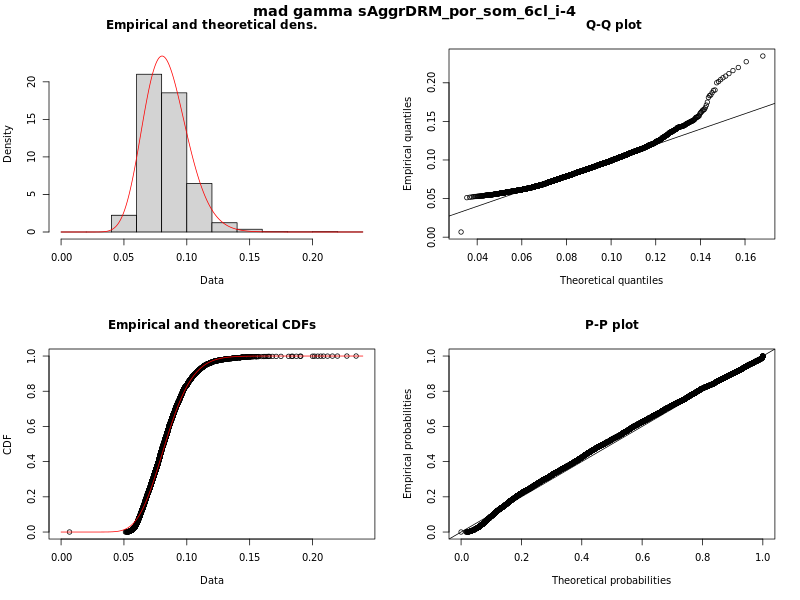 mad gamma sAggrDRM_por_som_6cl_i-4
Empirical and theoretical dens.
Density
0 5 10 15 20
0.00 0.05 0.10 0.15 0.20
Data
Q-Q plot
Empirical quantiles
0.00 0.05 0.10 0.15 0.20
0.04 0.06 0.08 0.10 0.12 0.14 0.16
Theoretical quantiles
Empirical and theoretical CDFs
CDF
0.0 0.2 0.4 0.6 0.8 1.0
0.00 0.05 0.10 0.15 0.20
Data
P-P plot
Empirical probabilities
0.0 0.2 0.4 0.6 0.8 1.0
0.0 0.2 0.4 0.6 0.8 1.0
Theoretical probabilities